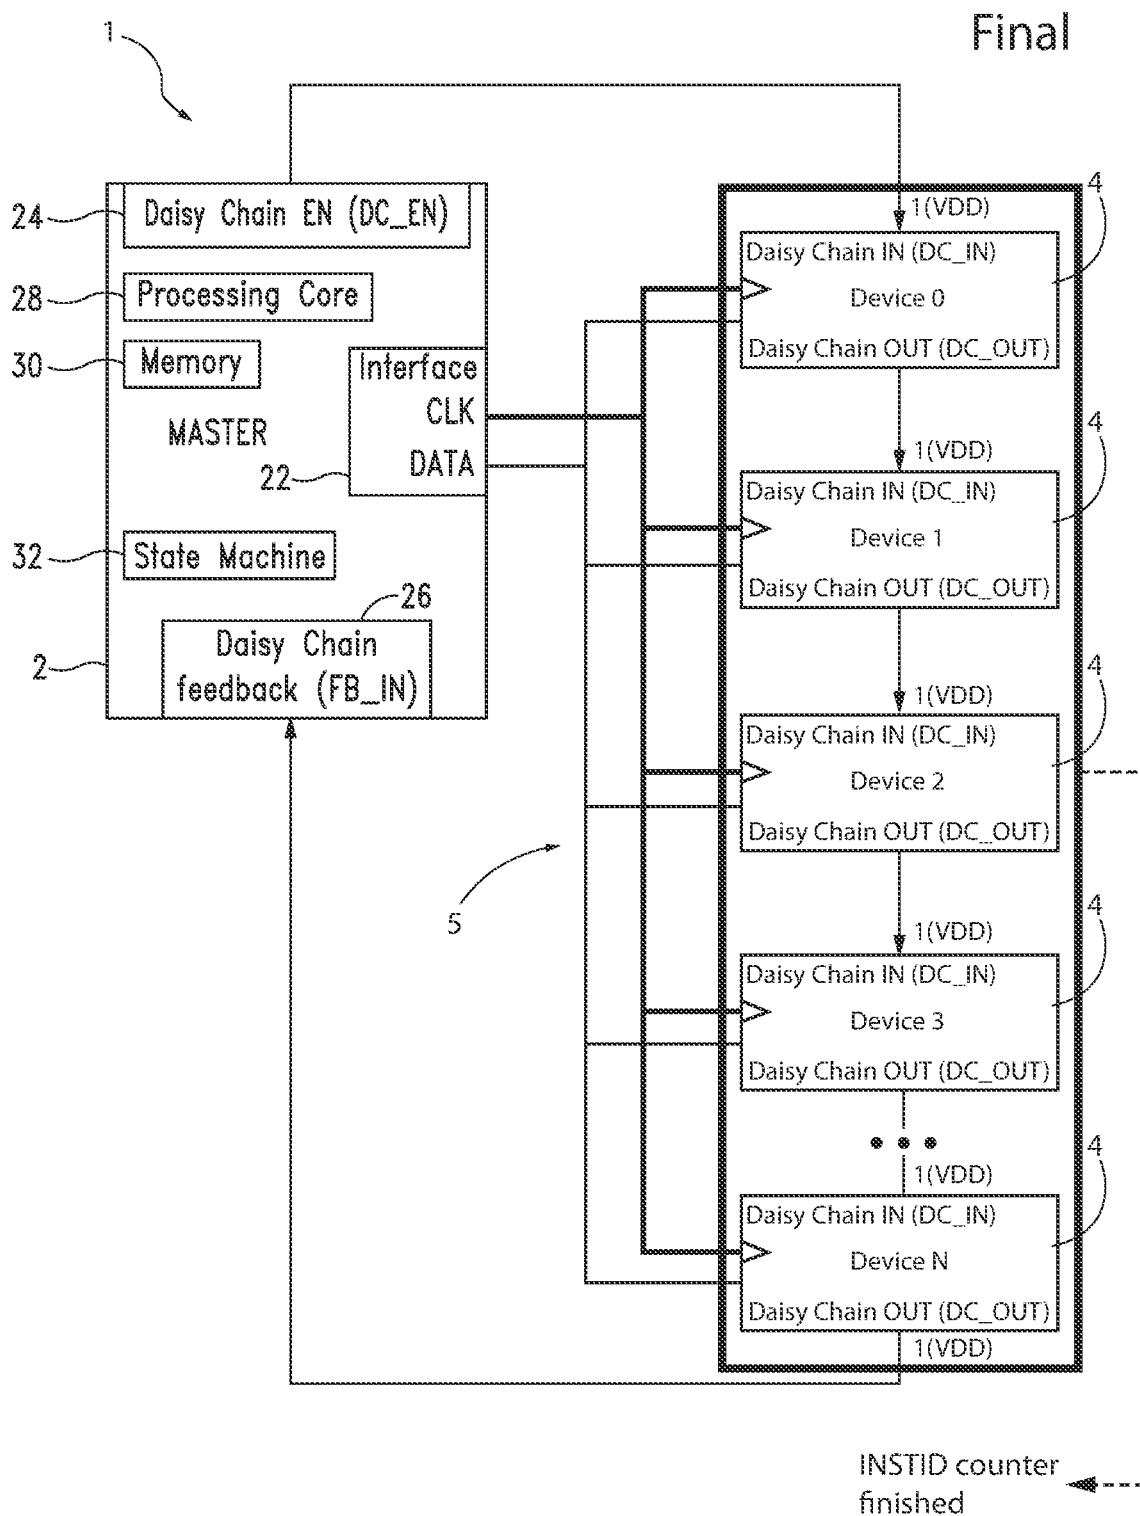 Final
1
24
Daisy Chain EN (DC_EN)
28
Processing Core
30
Memory
Interface
CLK
DATA
MASTER
22
32
State Machine
26
2
Daisy Chain
feedback (FB_IN)
5
4
1(VDD)
Daisy Chain IN (DC_IN)
Device 0
Daisy Chain OUT (DC_OUT)
4
1(VDD)
Daisy Chain IN (DC_IN)
Device 1
Daisy Chain OUT (DC_OUT)
4
1(VDD)
Daisy Chain IN (DC_IN)
Device 2
Daisy Chain OUT (DC_OUT)
4
1(VDD)
Daisy Chain IN (DC_IN)
Device 3
Daisy Chain OUT (DC_OUT)
4
1(VDD)
Daisy Chain IN (DC_IN)
Device N
Daisy Chain OUT (DC_OUT)
1(VDD)
INSTID counter
finished